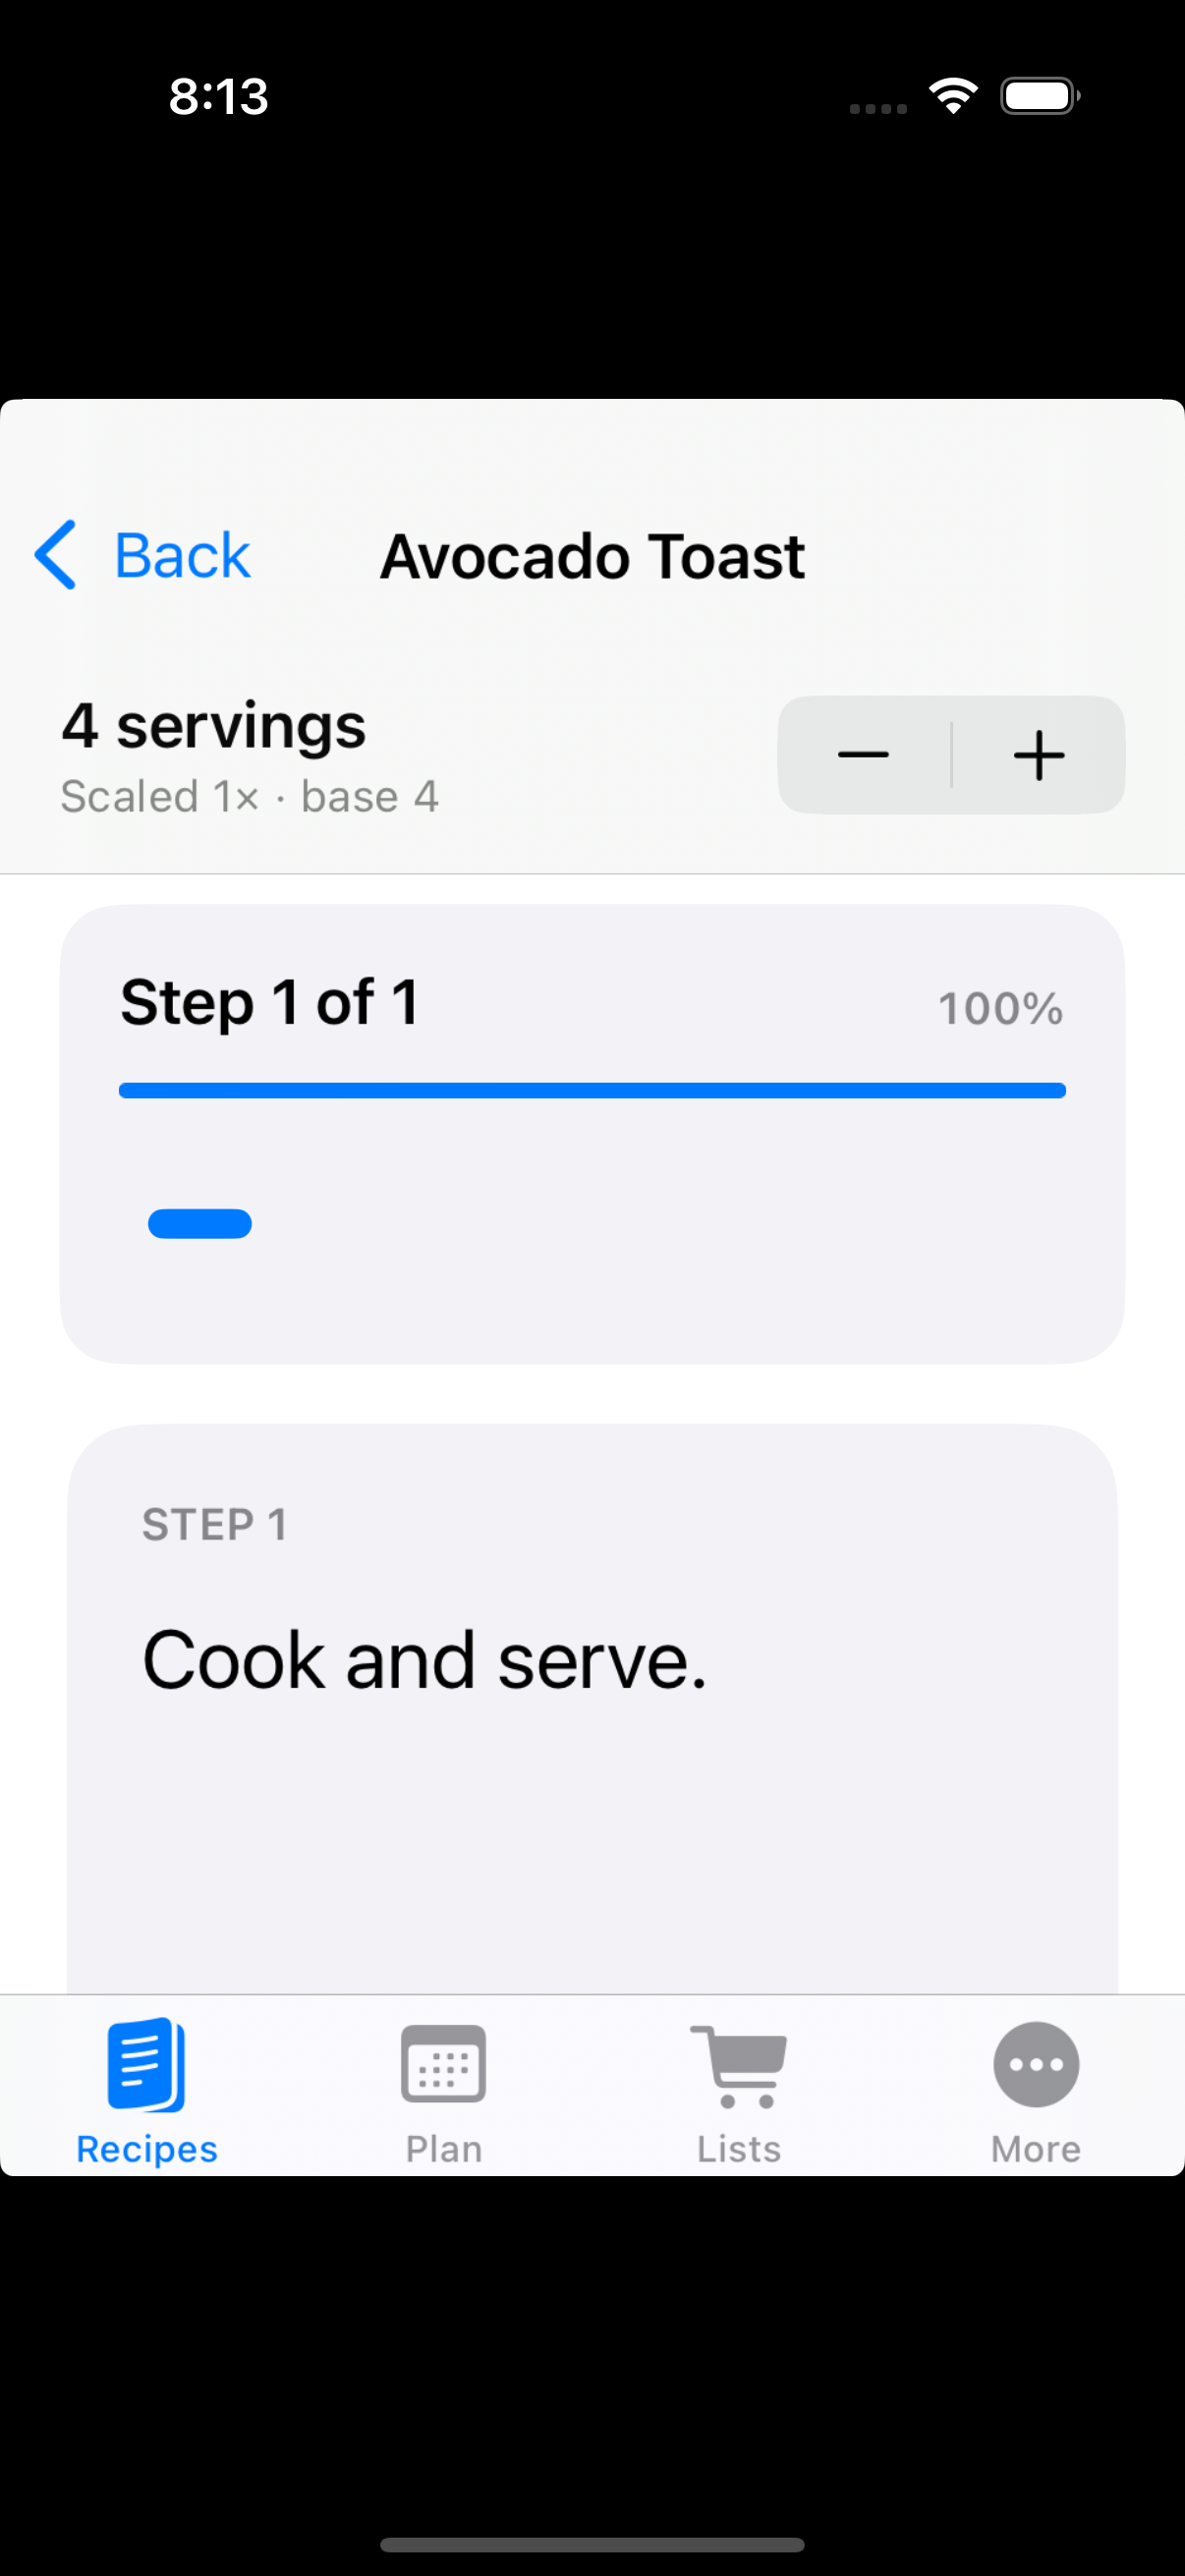 8:13
Back
Avocado Toast
4 servings
Scaled 1× · base 4
Step 1 of 1
100%
STEP 1
Cook and serve.
Recipes
Plan
Lists
More